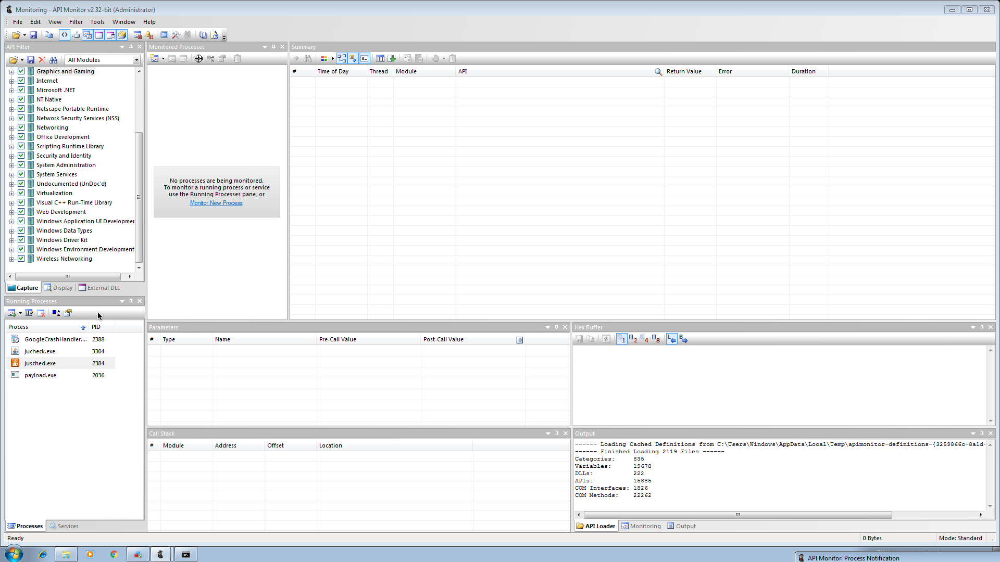 Monitoring - API Monitor v2 32-bit (Administrator)
File Edit View Filter Tools Window Help
API Filter
All Modules
Graphics and Gaming
Internet
Microsoft .NET
NT Native
Netscape Portable Runtime
Network Security Services (NSS)
Networking
Office Development
Scripting Runtime Library
Security and Identity
System Administration
System Services
Undocumented (UnDoc'd)
Virtualization
Visual C++ Run-Time Library
Web Development
Windows Application UI Developmer
Windows Data Types
Windows Driver Kit
Windows Environment Development
Wireless Networking
Capture Display External DLL
Monitored Processes
No processes are being monitored.
To monitor a running process or service
use the Running Processes pane, or
Monitor New Process
Summary
# Time of Day Thread Module API Return Value Error Duration
Running Processes
Process PID
GoogleCrashHandler.... 2388
jucheck.exe 3304
jusched.exe 2384
payload.exe 2036
Processes Services
Parameters
# Type Name Pre-Call Value Post-Call Value
Hex Buffer
1 2 4 8 L B
Call Stack
# Module Address Offset Location
Output
------ Loading Cached Definitions from C:\Users\Windows\AppData\Local\Temp\apimonitor-definitions-{3259866c-8a1d-
------ Finished Loading 2119 Files ------
Categories: 835
Variables: 19678
DLLs: 222
APIs: 15885
COM Interfaces: 1826
COM Methods: 22262
API Loader Monitoring Output
Ready 0 Bytes Mode: Standard
C:\
API Monitor: Process Notification